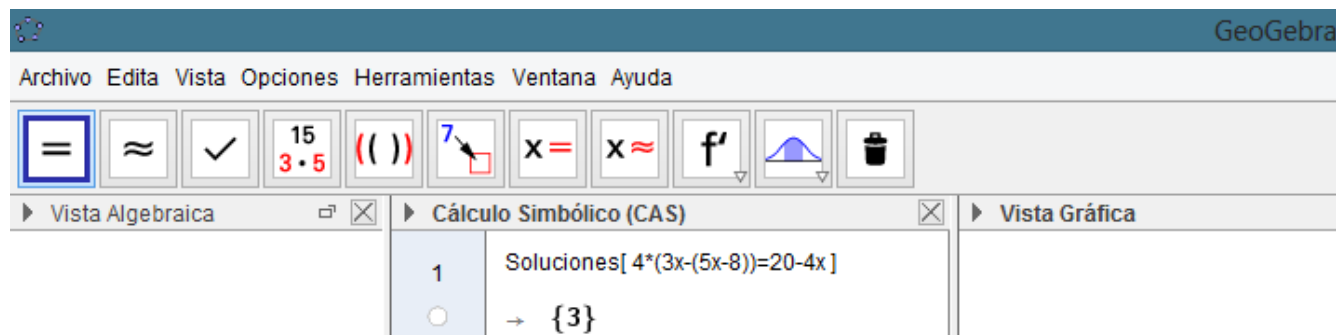 GeoGebra
Archivo Edita Vista Opciones Herramientas Ventana Ayuda
= ≈ ✓ 15 3·5 (( )) 7 x= x≈ f′
Vista Algebraica Cálculo Simbólico (CAS) Vista Gráfica
1 Soluciones[ 4*(3x-(5x-8))=20-4x ]
→ {3}